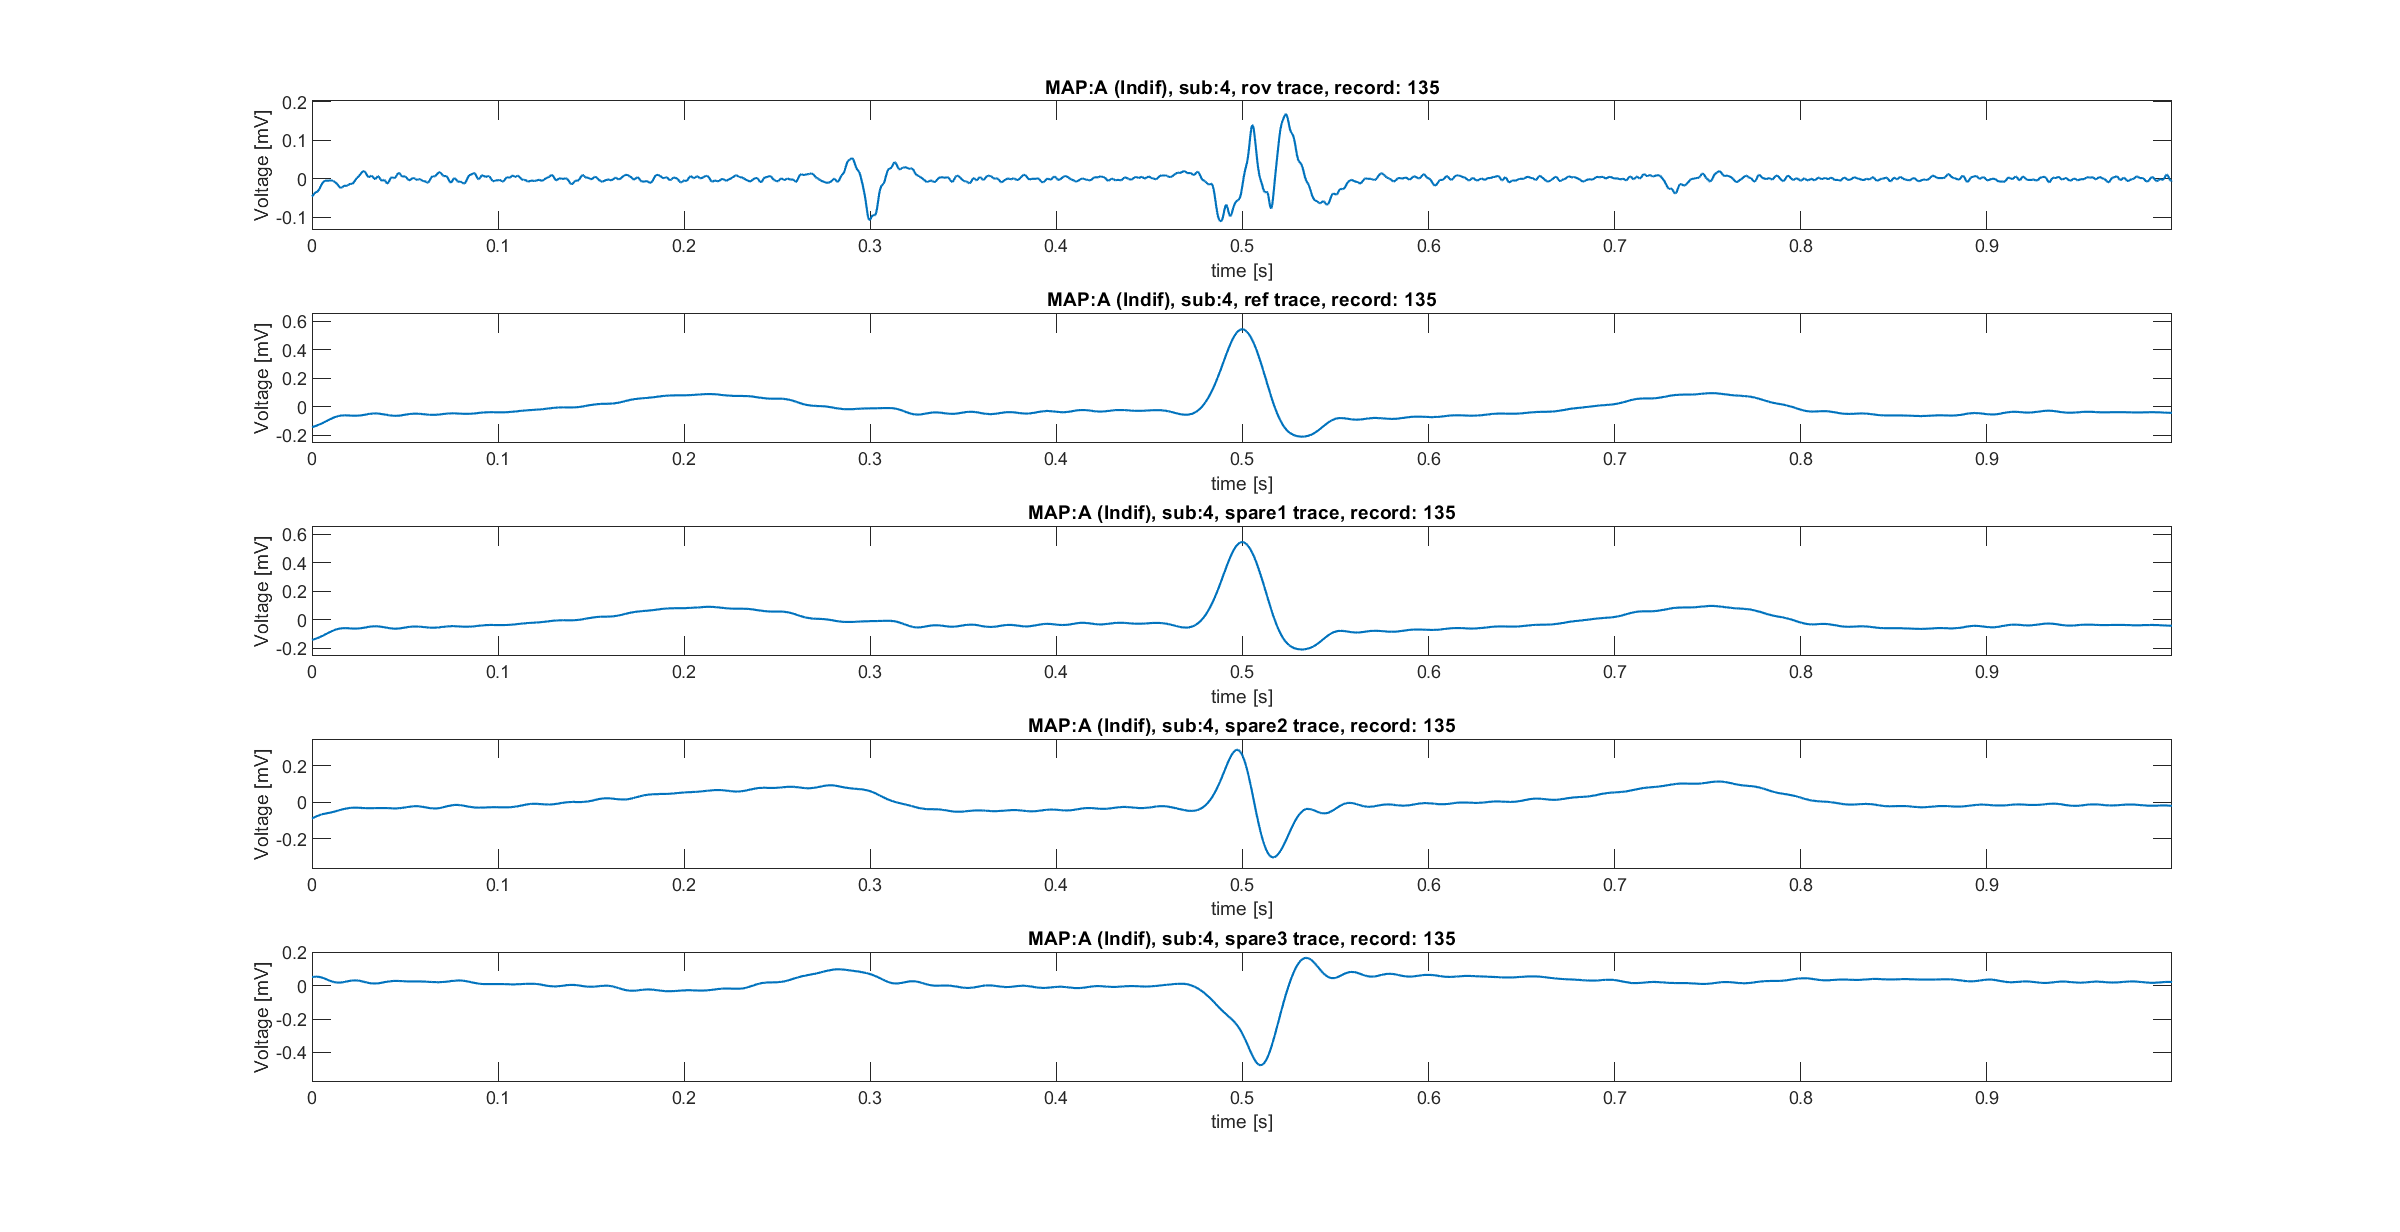 MAP:A (Indif), sub:4, rov trace, record: 135
Voltage [mV]
0.2
0.1
0
-0.1
0 0.1 0.2 0.3 0.4 0.5 0.6 0.7 0.8 0.9
time [s]
MAP:A (Indif), sub:4, ref trace, record: 135
Voltage [mV]
0.6
0.4
0.2
0
-0.2
0 0.1 0.2 0.3 0.4 0.5 0.6 0.7 0.8 0.9
time [s]
MAP:A (Indif), sub:4, spare1 trace, record: 135
Voltage [mV]
0.6
0.4
0.2
0
-0.2
0 0.1 0.2 0.3 0.4 0.5 0.6 0.7 0.8 0.9
time [s]
MAP:A (Indif), sub:4, spare2 trace, record: 135
Voltage [mV]
0.2
0
-0.2
0 0.1 0.2 0.3 0.4 0.5 0.6 0.7 0.8 0.9
time [s]
MAP:A (Indif), sub:4, spare3 trace, record: 135
Voltage [mV]
0.2
0
-0.2
-0.4
0 0.1 0.2 0.3 0.4 0.5 0.6 0.7 0.8 0.9
time [s]